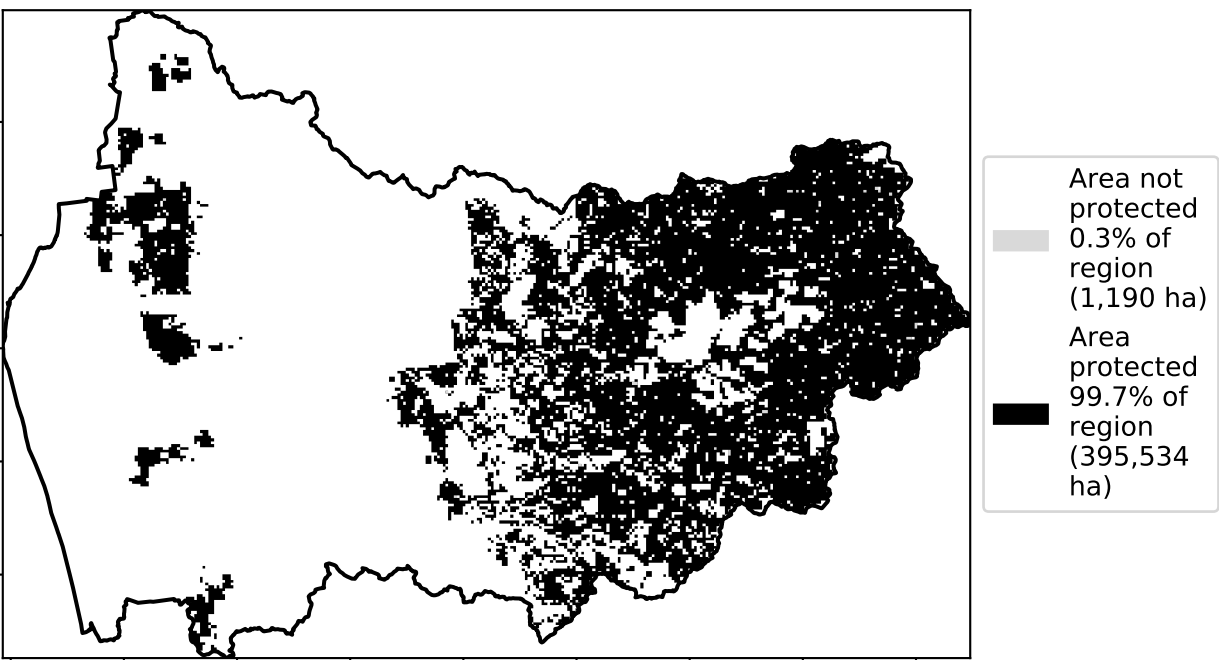 Area not
protected
0.3% of
region
(1,190 ha)
Area
protected
99.7% of
region
(395,534
ha)